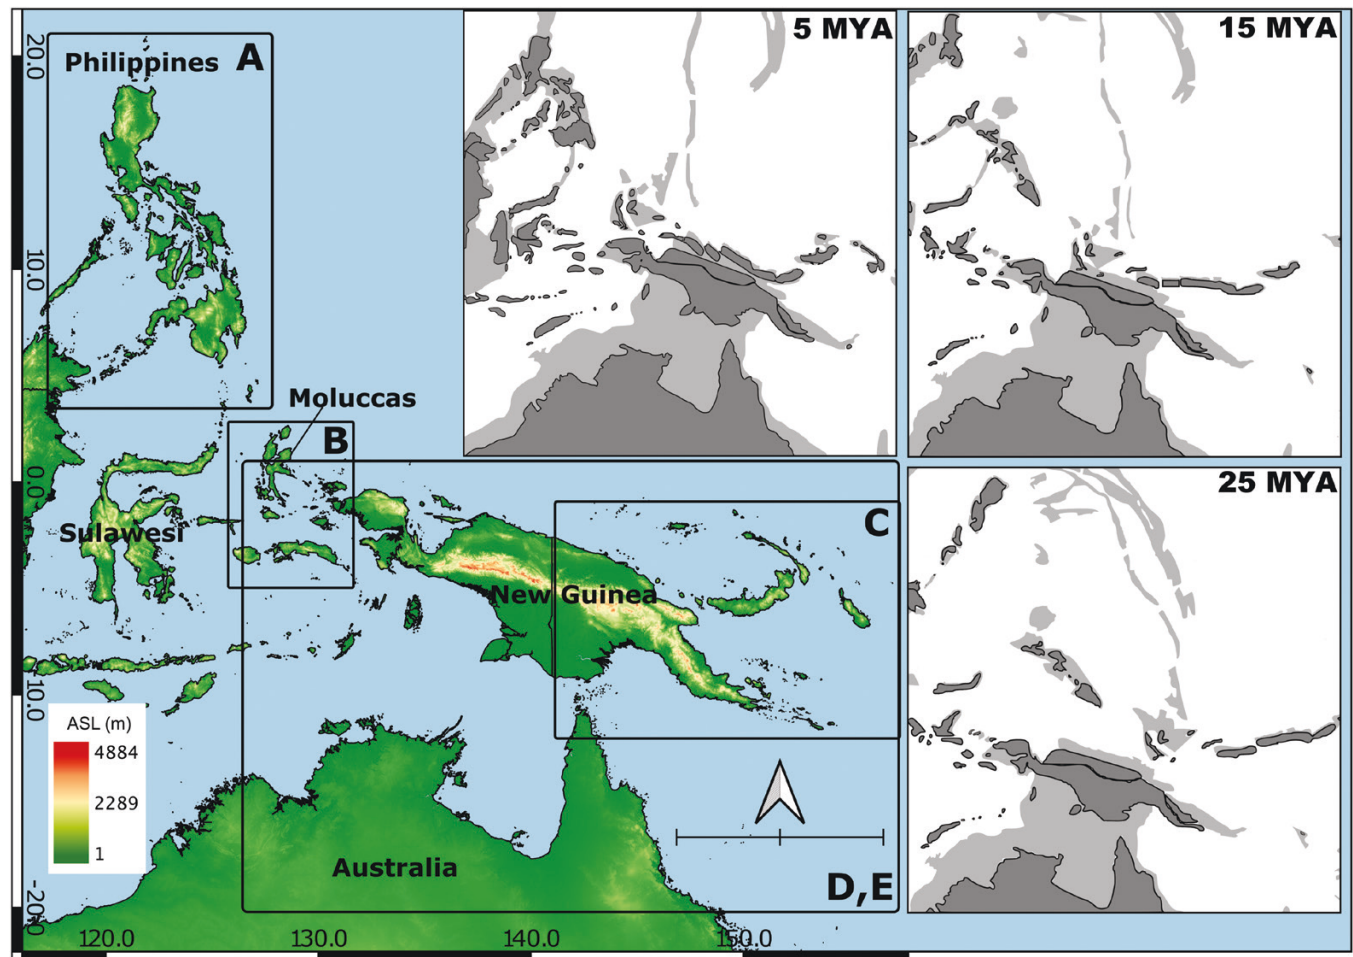 5 MYA
15 MYA
Philippines
A
20.0
10.0
Moluccas
B
0.0
25 MYA
C
Sulawesi
New Guinea
10.0
ASL (m)
4884
2289
1
Australia
D,E
-20.0
120.0
130.0
140.0
150.0